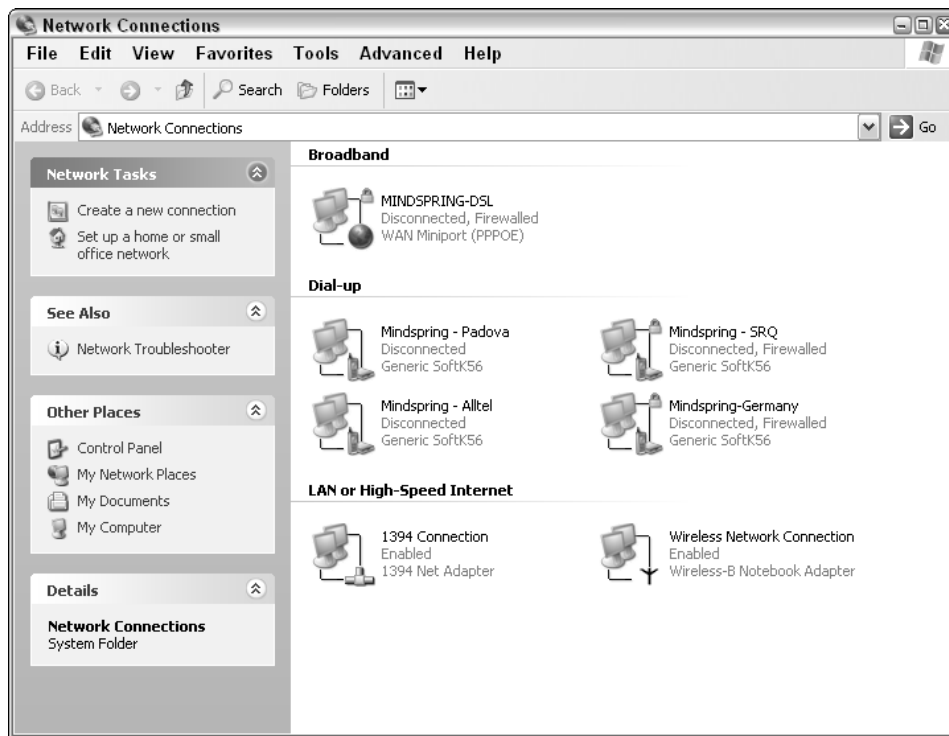 Network Connections
File Edit View Favorites Tools Advanced Help
Back Search Folders
Address Network Connections Go
Network Tasks
Create a new connection
Set up a home or small
office network
See Also
Network Troubleshooter
Other Places
Control Panel
My Network Places
My Documents
My Computer
Details
Network Connections
System Folder
Broadband
MINDSPRING-DSL
Disconnected, Firewalled
WAN Miniport (PPPOE)
Dial-up
Mindspring - Padova
Disconnected
Generic SoftK56
Mindspring - SRQ
Disconnected, Firewalled
Generic SoftK56
Mindspring - Alltel
Disconnected
Generic SoftK56
Mindspring-Germany
Disconnected, Firewalled
Generic SoftK56
LAN or High-Speed Internet
1394 Connection
Enabled
1394 Net Adapter
Wireless Network Connection
Enabled
Wireless-B Notebook Adapter